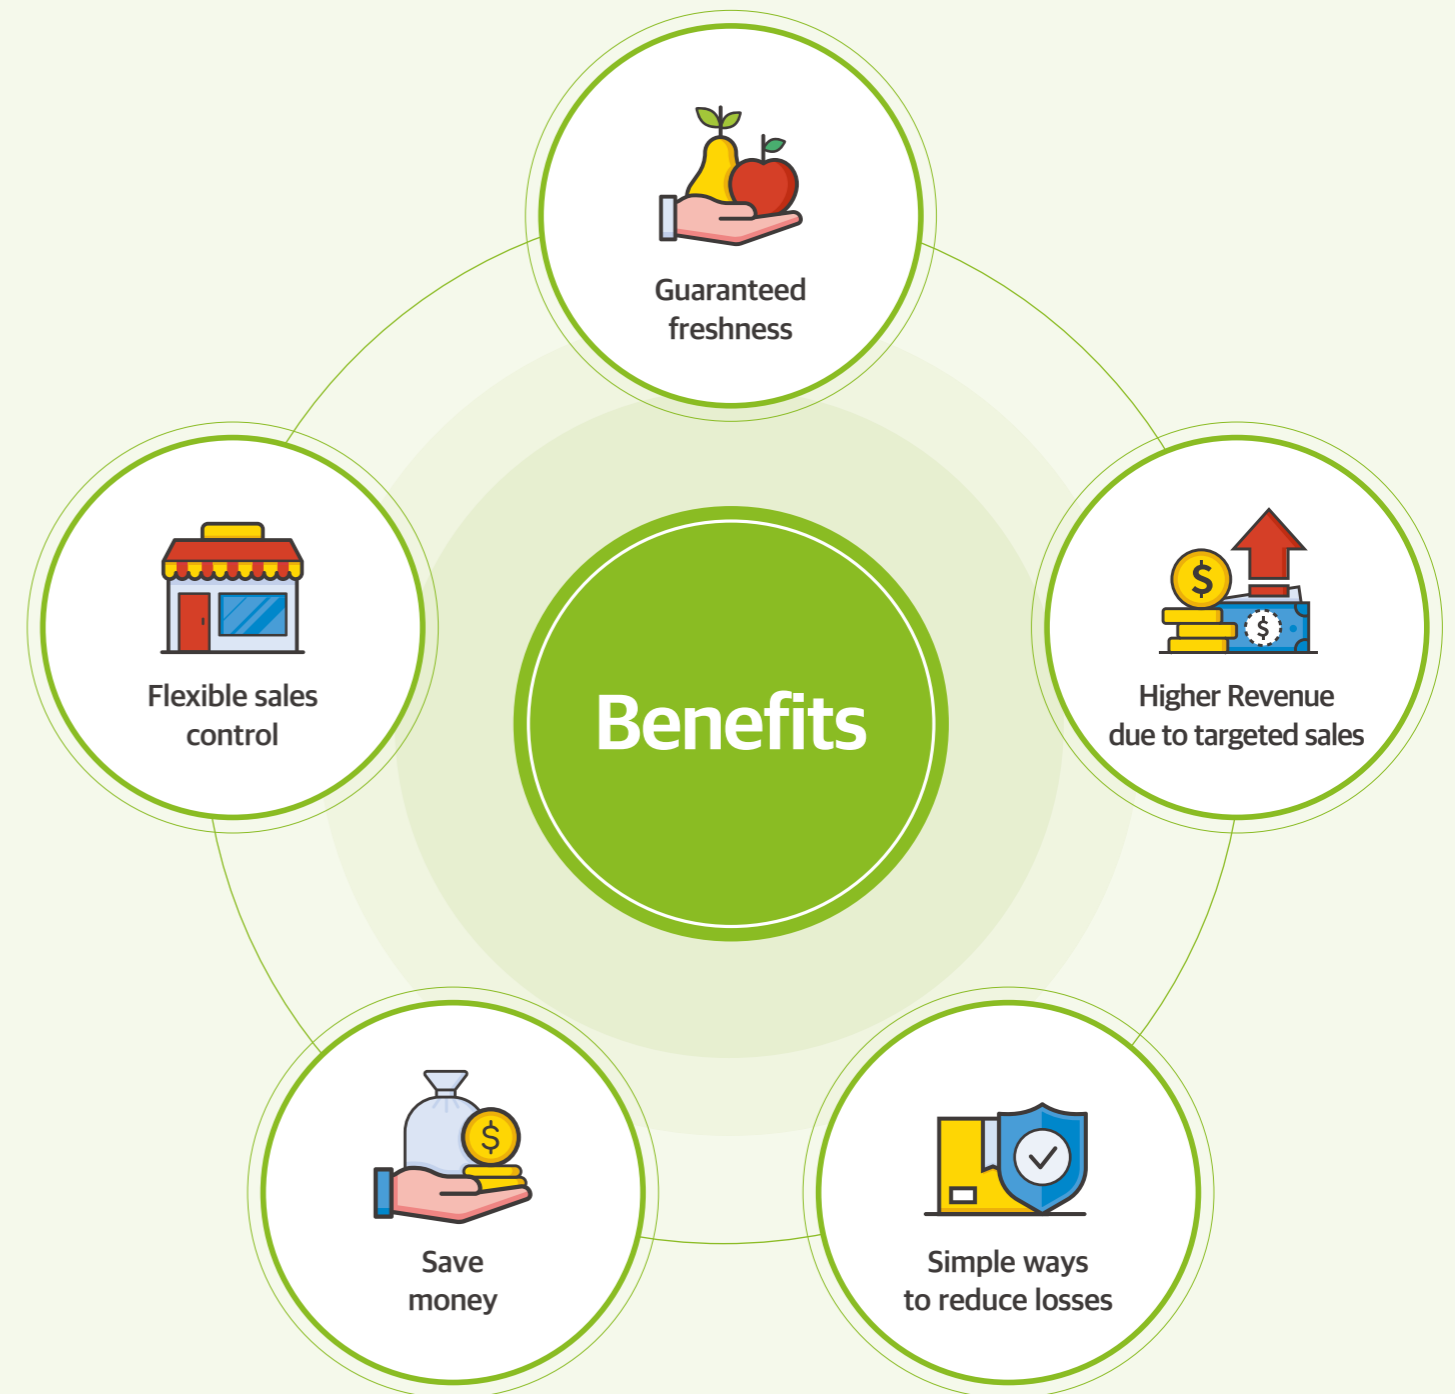 Guaranteed
freshness
Flexible sales
control
$
$
Higher Revenue
due to targeted sales
Benefits
$
Save
money
Simple ways
to reduce losses